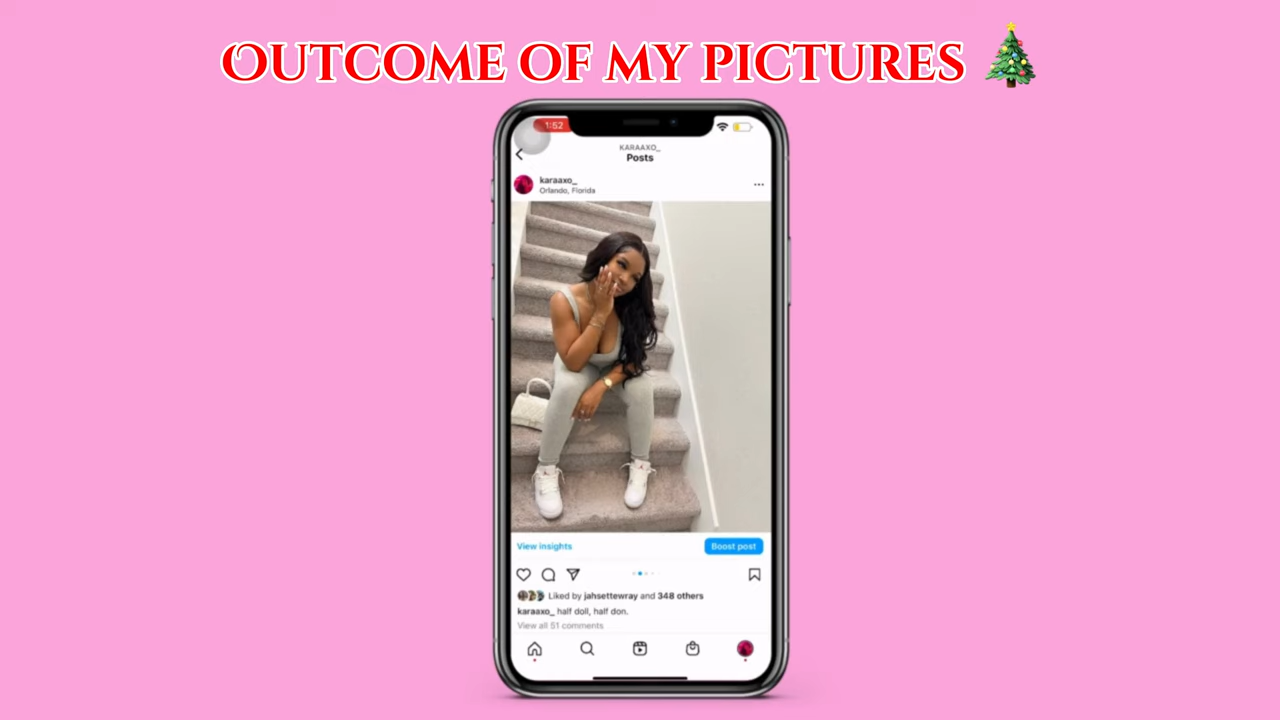 Outcome of my pictures
1:52
KARAAXO_
Posts
karaaxo_
Orlando, Florida
View insights
Boost post
Liked by jahsettewray and 348 others
karaaxo_ half doll, half don.
View all 51 comments